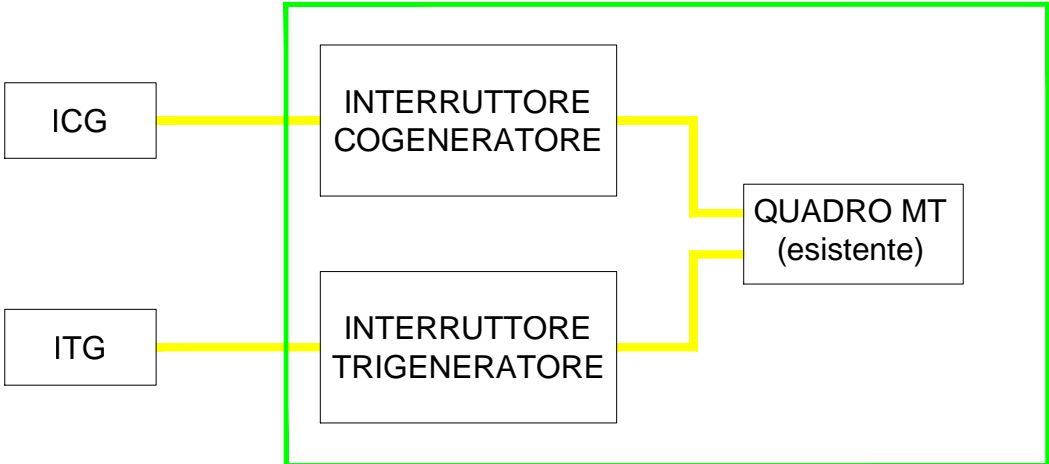 ICG
INTERRUTTORE
COGENERATORE
QUADRO MT
(esistente)
ITG
INTERRUTTORE
TRIGENERATORE